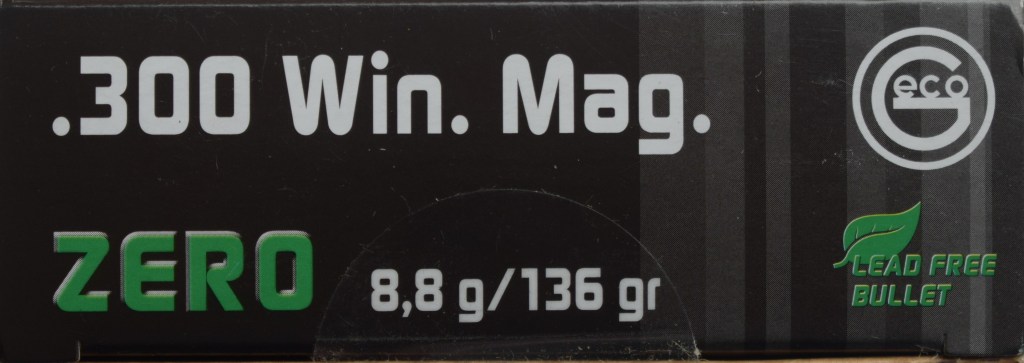 .300 Win. Mag.
Geco
ZERO
8,8 g/136 gr
LEAD FREE
BULLET